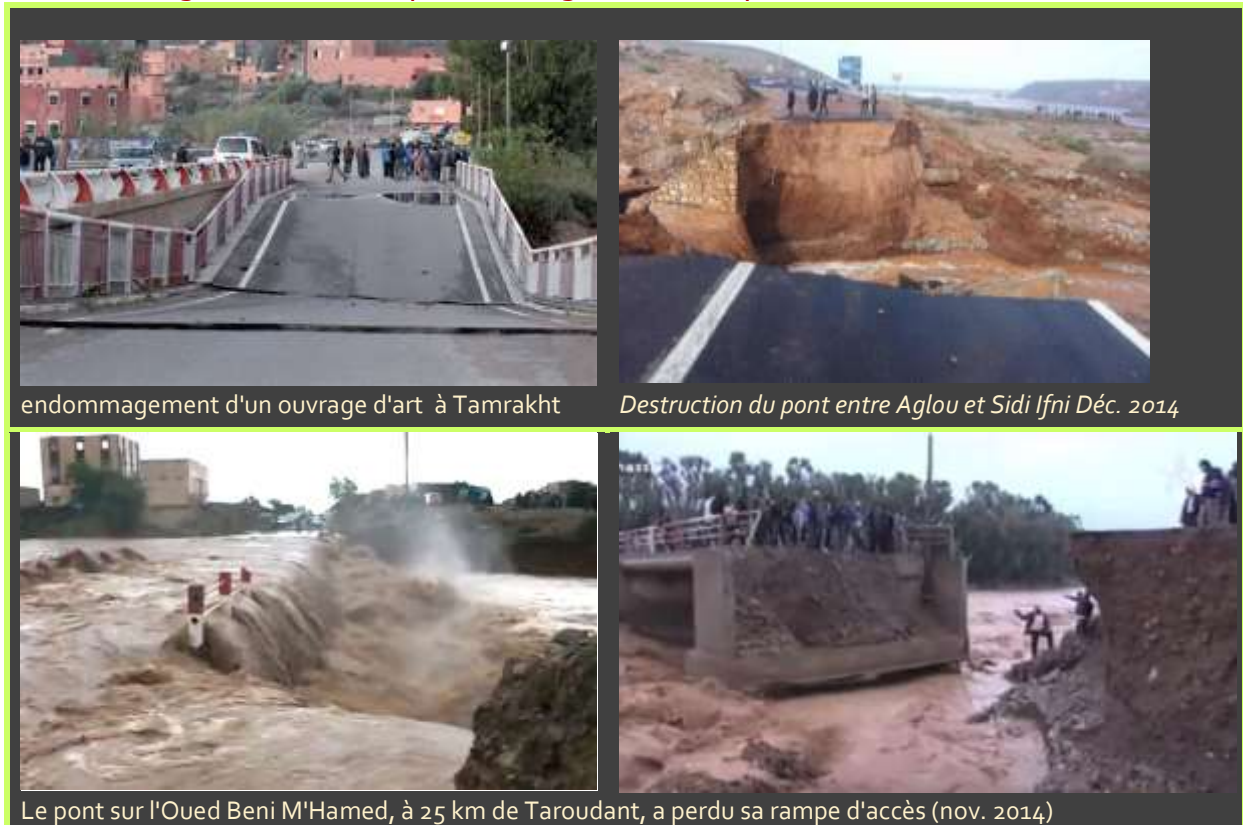 endommagement d'un ouvrage d'art à Tamrakht
Destruction du pont entre Aglou et Sidi Ifni Déc. 2014
Le pont sur l'Oued Beni M'Hamed, à 25 km de Taroudant, a perdu sa rampe d'accès (nov. 2014)